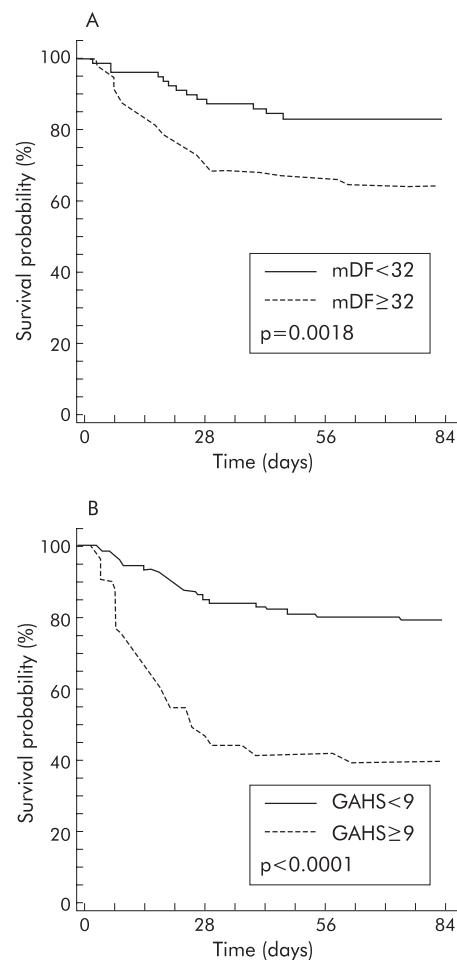 A
100
80
60
40
20
0
Survival probability (%)
mDF<32
mDF≥32
p=0.0018
0 28 56 84
Time (days)
B
100
80
60
40
20
0
Survival probability (%)
GAHS<9
GAHS≥9
p<0.0001
0 28 56 84
Time (days)